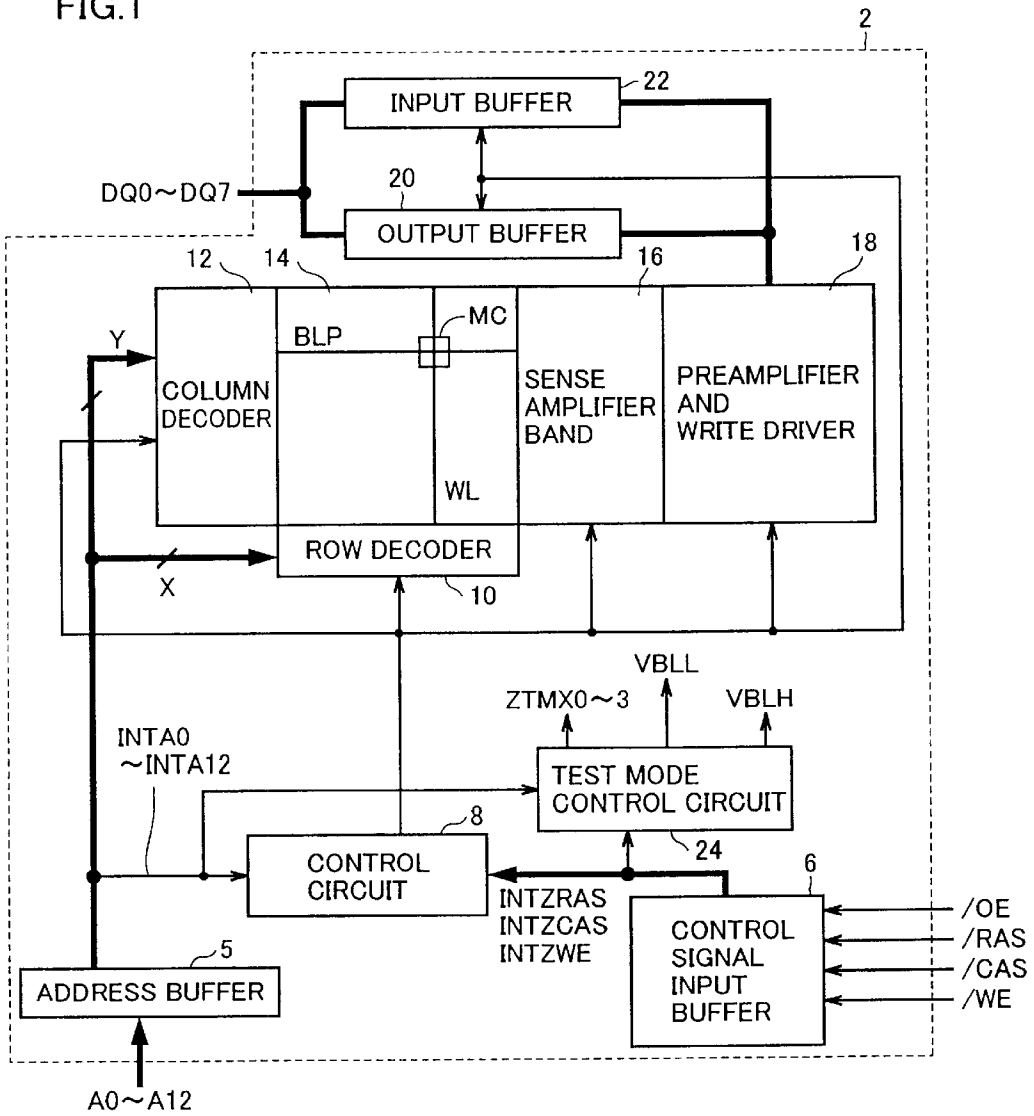 FIG.1
2
22
INPUT BUFFER
DQ0～DQ7
20
OUTPUT BUFFER
12
14
16
18
Y
BLP
MC
COLUMN
DECODER
SENSE
AMPLIFIER
BAND
PREAMPLIFIER
AND
WRITE DRIVER
WL
ROW DECODER
X
10
VBLL
ZTMX0～3
VBLH
INTA0
～INTA12
TEST MODE
CONTROL CIRCUIT
8
24
CONTROL
CIRCUIT
6
INTZRAS
INTZCAS
INTZWE
CONTROL
SIGNAL
INPUT
BUFFER
/OE
/RAS
/CAS
/WE
5
ADDRESS BUFFER
A0～A12